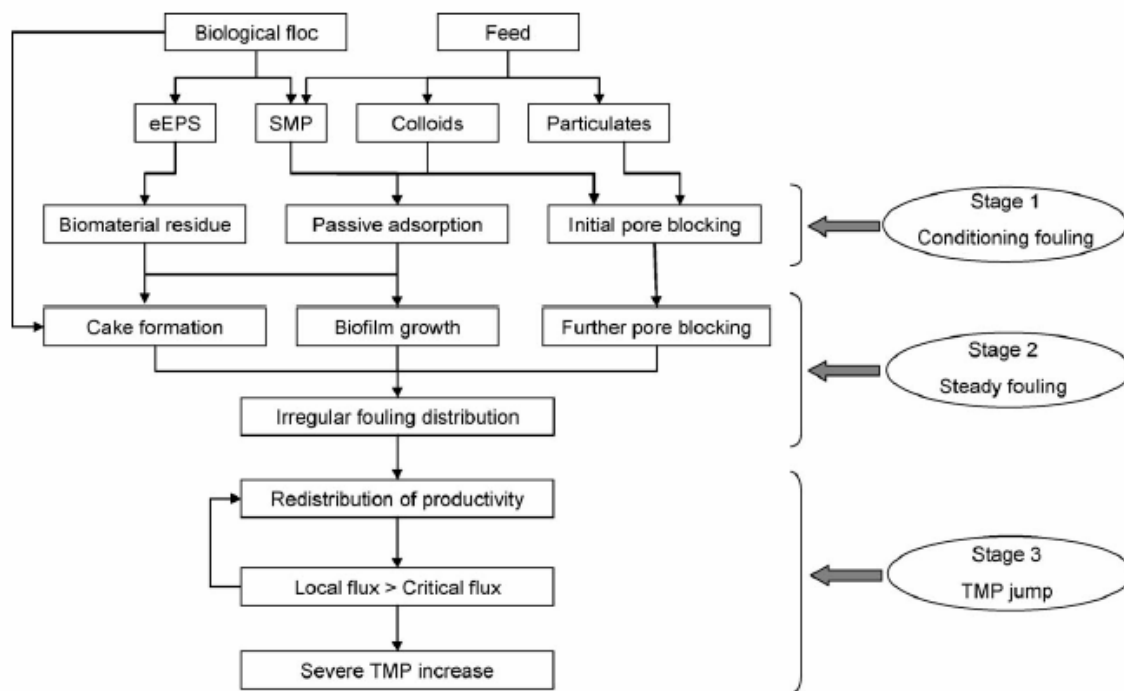 Biological floc
Feed
eEPS
SMP
Colloids
Particulates
Biomaterial residue
Passive adsorption
Initial pore blocking
Stage 1
Conditioning fouling
Cake formation
Biofilm growth
Further pore blocking
Stage 2
Steady fouling
Irregular fouling distribution
Redistribution of productivity
Local flux > Critical flux
Stage 3
TMP jump
Severe TMP increase